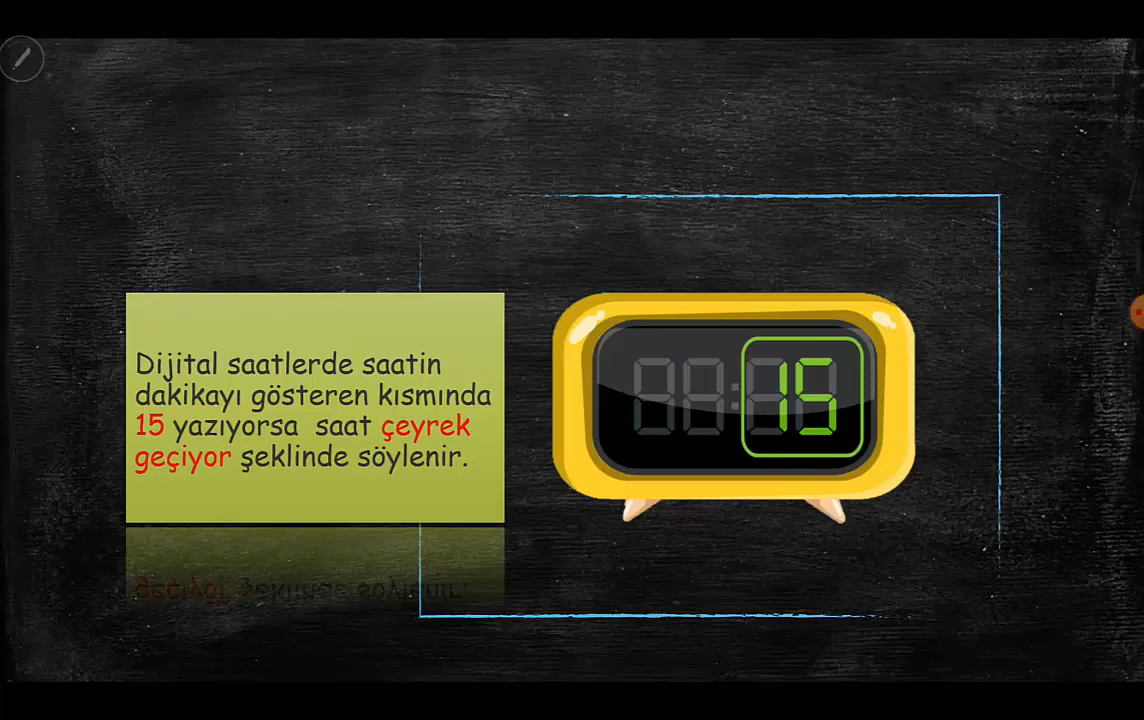 Dijital saatlerde saatin
dakikayı gösteren kısmında
15 yazıyorsa  saat çeyrek
geçiyor şeklinde söylenir.
15